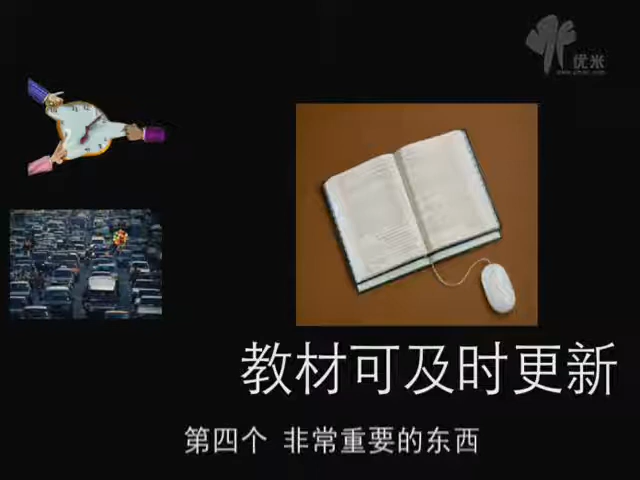 优米
教材可及时更新
第四个 非常重要的东西